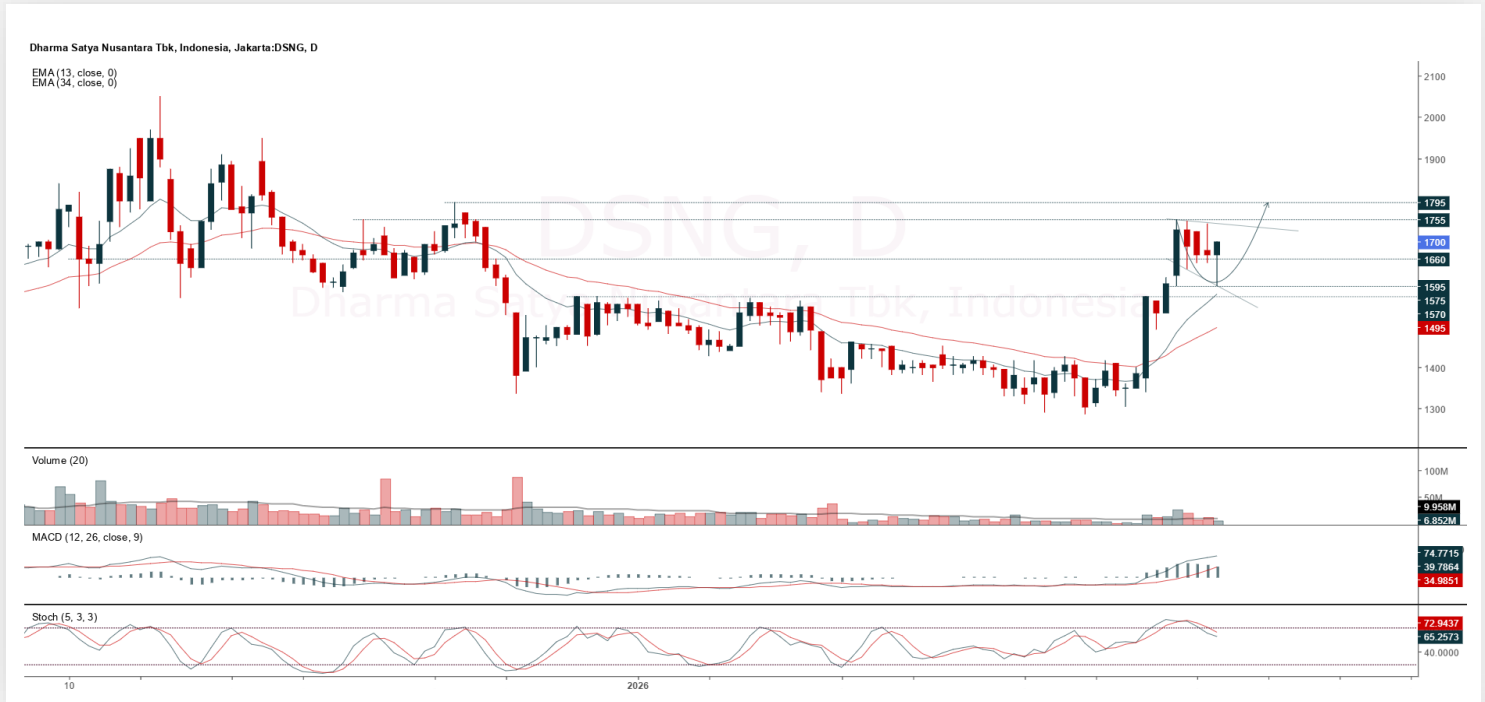 Dharma Satya Nusantara Tbk, Indonesia, Jakarta:DSNG, D
EMA (13, close, 0)
EMA (34, close, 0)
DSNG, D
Dharma Satya Nusantara Tbk, Indonesia
2100
2000
1900
1795
1755
1700
1660
1595
1575
1570
1495
1400
1300
Volume (20)
100M
50M
9.958M
6.852M
MACD (12, 26, close, 9)
74.7715
39.7864
34.9851
Stoch (5, 3, 3)
72.9437
65.2573
40.0000
10
2026